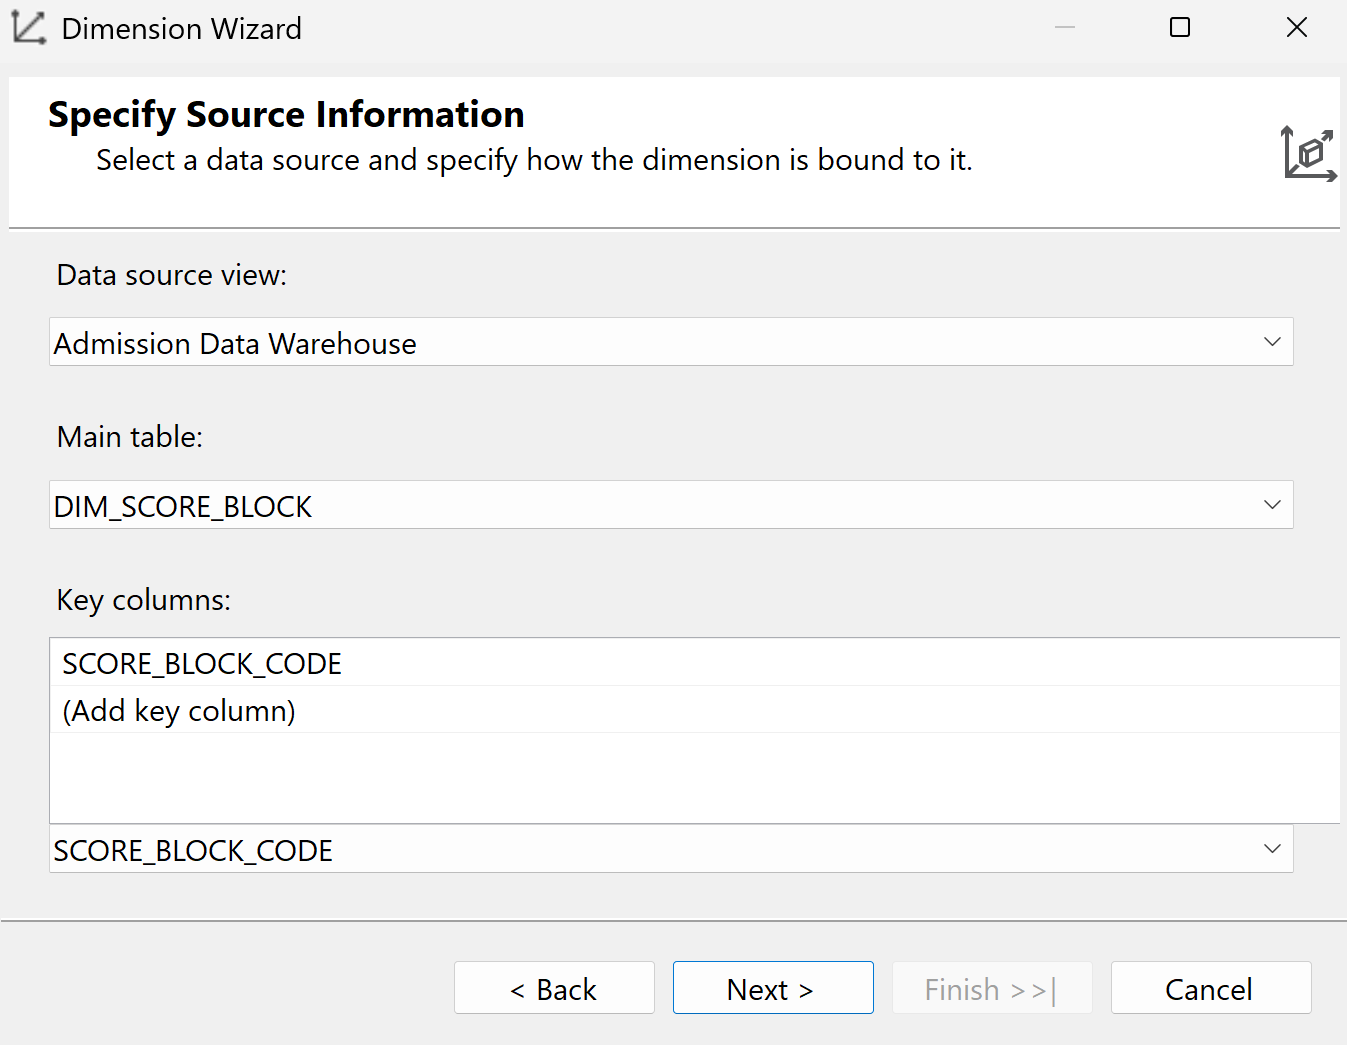 Dimension Wizard
Specify Source Information
Select a data source and specify how the dimension is bound to it.
Data source view:
Admission Data Warehouse
Main table:
DIM_SCORE_BLOCK
Key columns:
SCORE_BLOCK_CODE
(Add key column)
SCORE_BLOCK_CODE
< Back
Next >
Finish >>|
Cancel